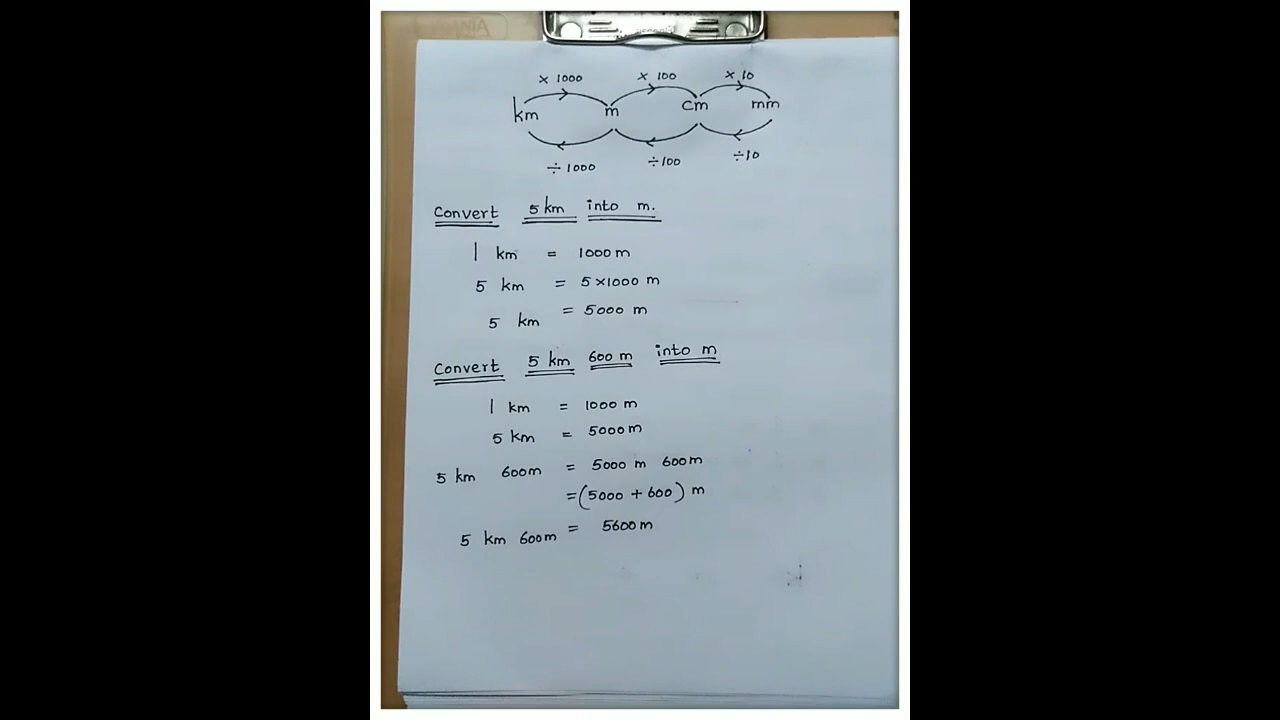 × 1000 × 100 × 10
km m cm mm
÷ 1000 ÷100 ÷10
Convert 5 km into m.
1 km = 1000 m
5 km = 5 ×1000 m
5 km = 5000 m
Convert 5 km 600 m into m
1 km = 1000 m
5 km = 5000 m
5 km 600m = 5000 m 600m
=(5000 + 600) m
5 km 600m = 5600 m